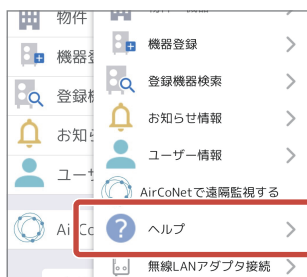 物件
機器
登録
お知ら
ユー
Ai
機器登録
登録機器検索
お知らせ情報
ユーザー情報
AirCoNetで遠隔監視する
ヘルプ
無線LANアダプタ接続